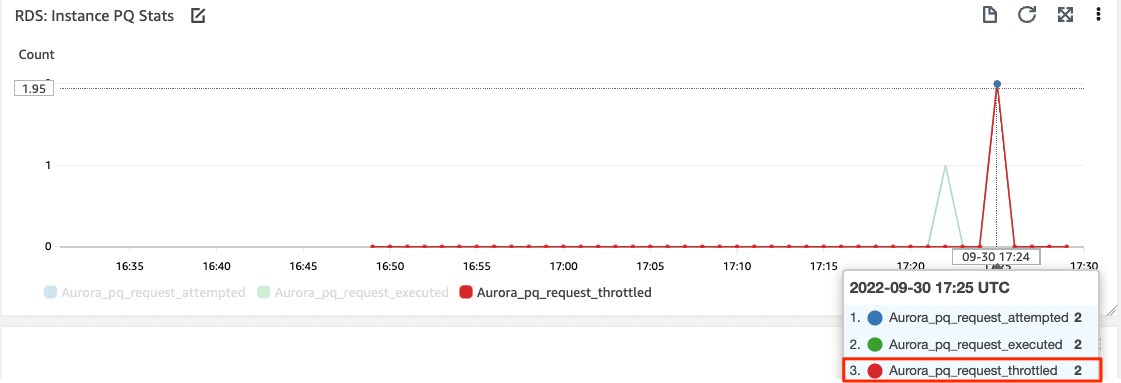 RDS: Instance PQ Stats
Count
1.95
1
0
16:35 16:40 16:45 16:50 16:55 17:00 17:05 17:10 17:15 17:20 17:25 17:30
09-30 17:24
Aurora_pq_request_attempted Aurora_pq_request_executed Aurora_pq_request_throttled
2022-09-30 17:25 UTC
1. Aurora_pq_request_attempted 2
2. Aurora_pq_request_executed 2
3. Aurora_pq_request_throttled 2